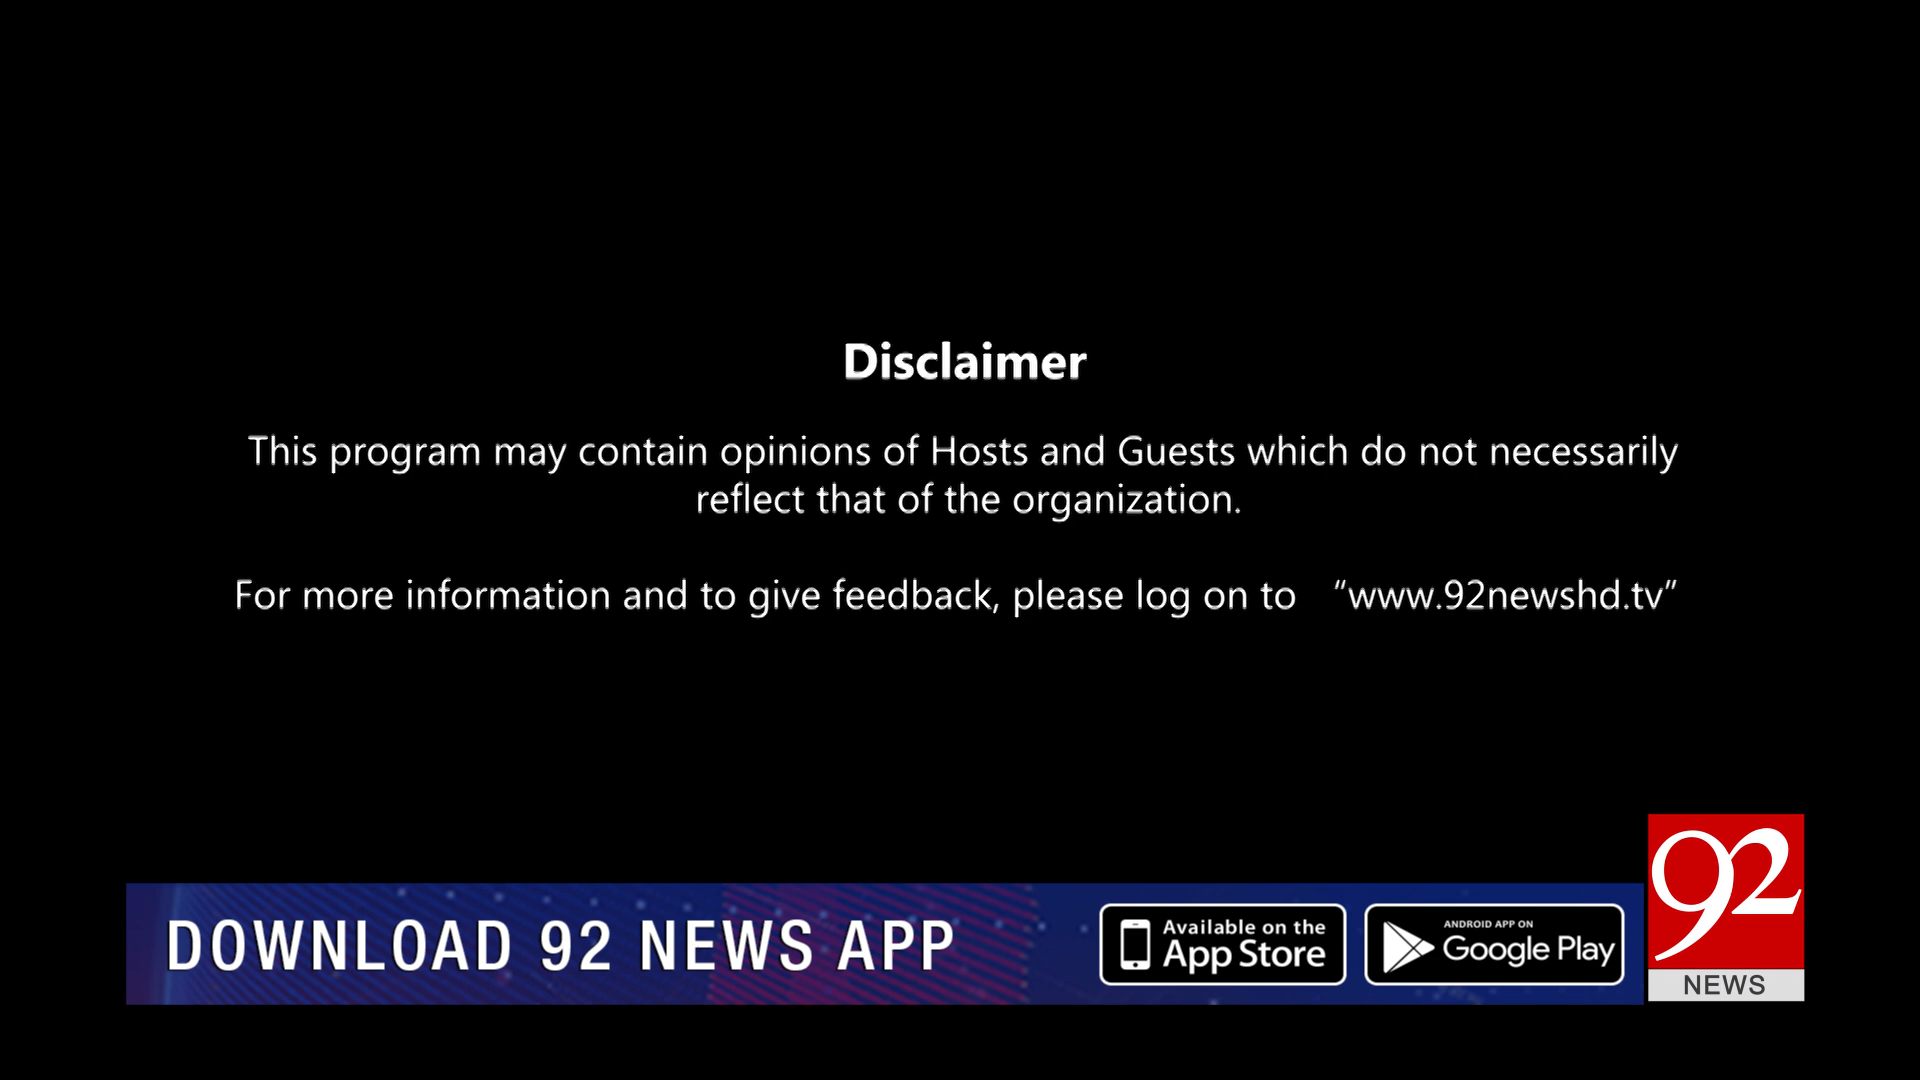 Disclaimer
This program may contain opinions of Hosts and Guests which do not necessarily
reflect that of the organization.
For more information and to give feedback, please log on to “www.92newshd.tv”
DOWNLOAD 92 NEWS APP
Available on the
App Store
ANDROID APP ON
Google Play
92
NEWS